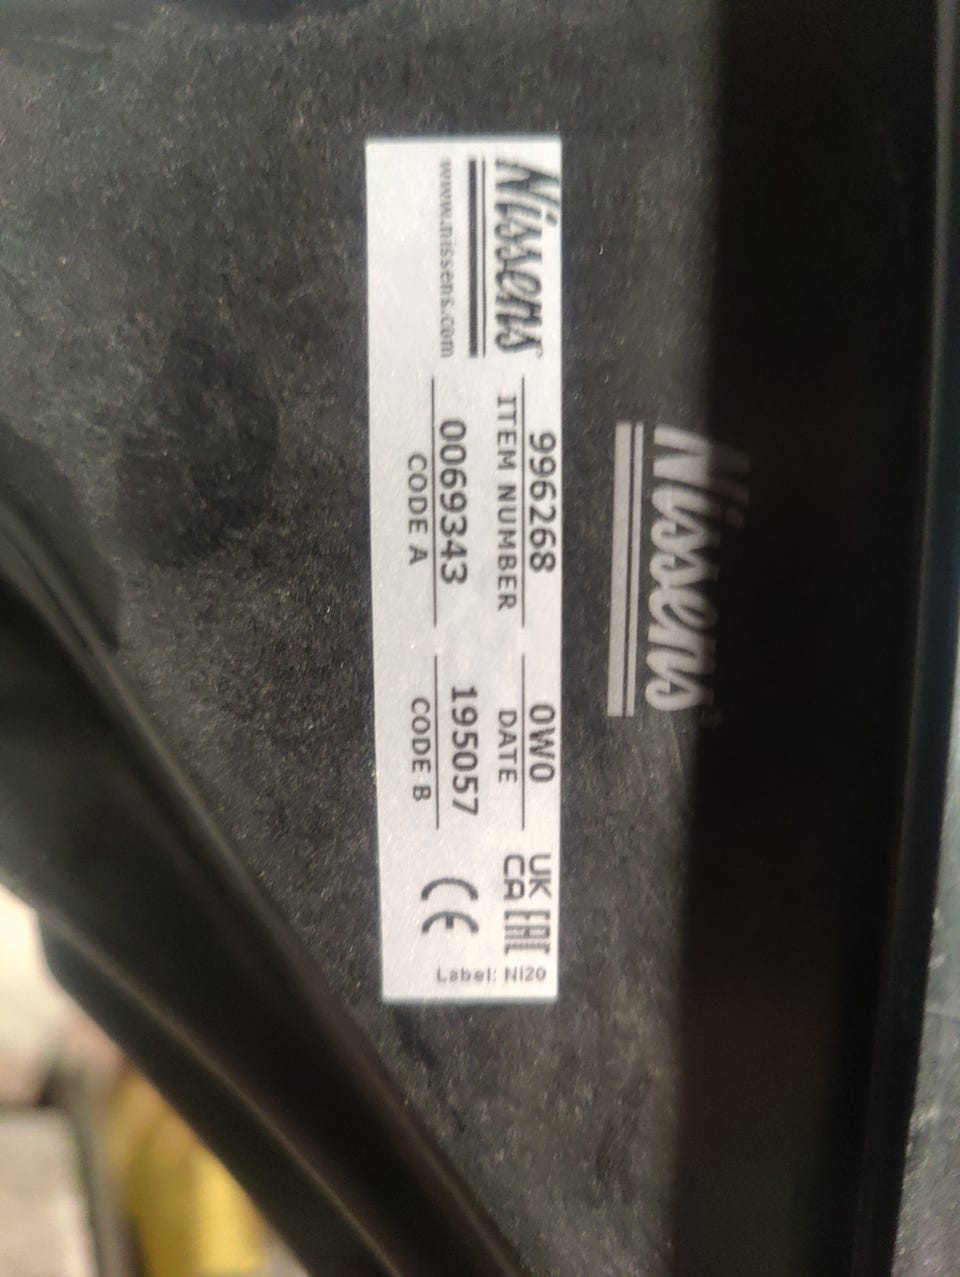 Nissens
www.nissens.com
996268
ITEM NUMBER
0069343
CODE A
0W0
DATE
195057
CODE B
UK
CA
EAC
CE
Label: NI20
Nissens®